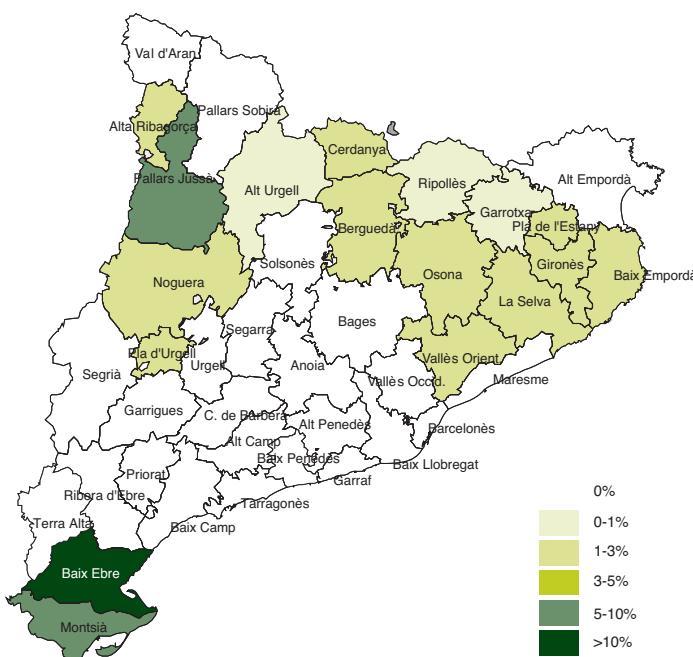 Val d'Aran
Pallars Sobirà
Alta Ribagorça
Cerdanya
Pallars Jussà
Alt Urgell
Ripollès
Alt Empordà
Garrotxa
Pla de l'Estany
Berguedà
Solsonès
Gironès
Osona
Baix Empordà
Noguera
La Selva
Bages
Segarra
Pla d'Urgell
Urgell
Anoia
Vallès Orient.
Segrià
Vallès Occid.
Maresme
Garrigues
C. de Barberà
Alt Penedès
Barcelonès
Alt Camp
Baix Penedès
Baix Llobregat
Priorat
Garraf
Ribera d'Ebre
Tarragonès
Terra Alta
Baix Camp
Baix Ebre
Montsià
0%
0-1%
1-3%
3-5%
5-10%
>10%